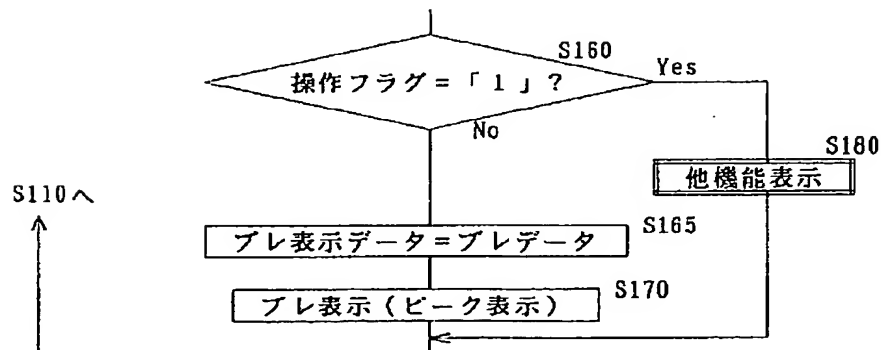 S160
操作フラグ=「1」?
Yes
No
S180
他機能表示
S110へ
S165
ブレ表示データ=ブレデータ
S170
ブレ表示(ピーク表示)